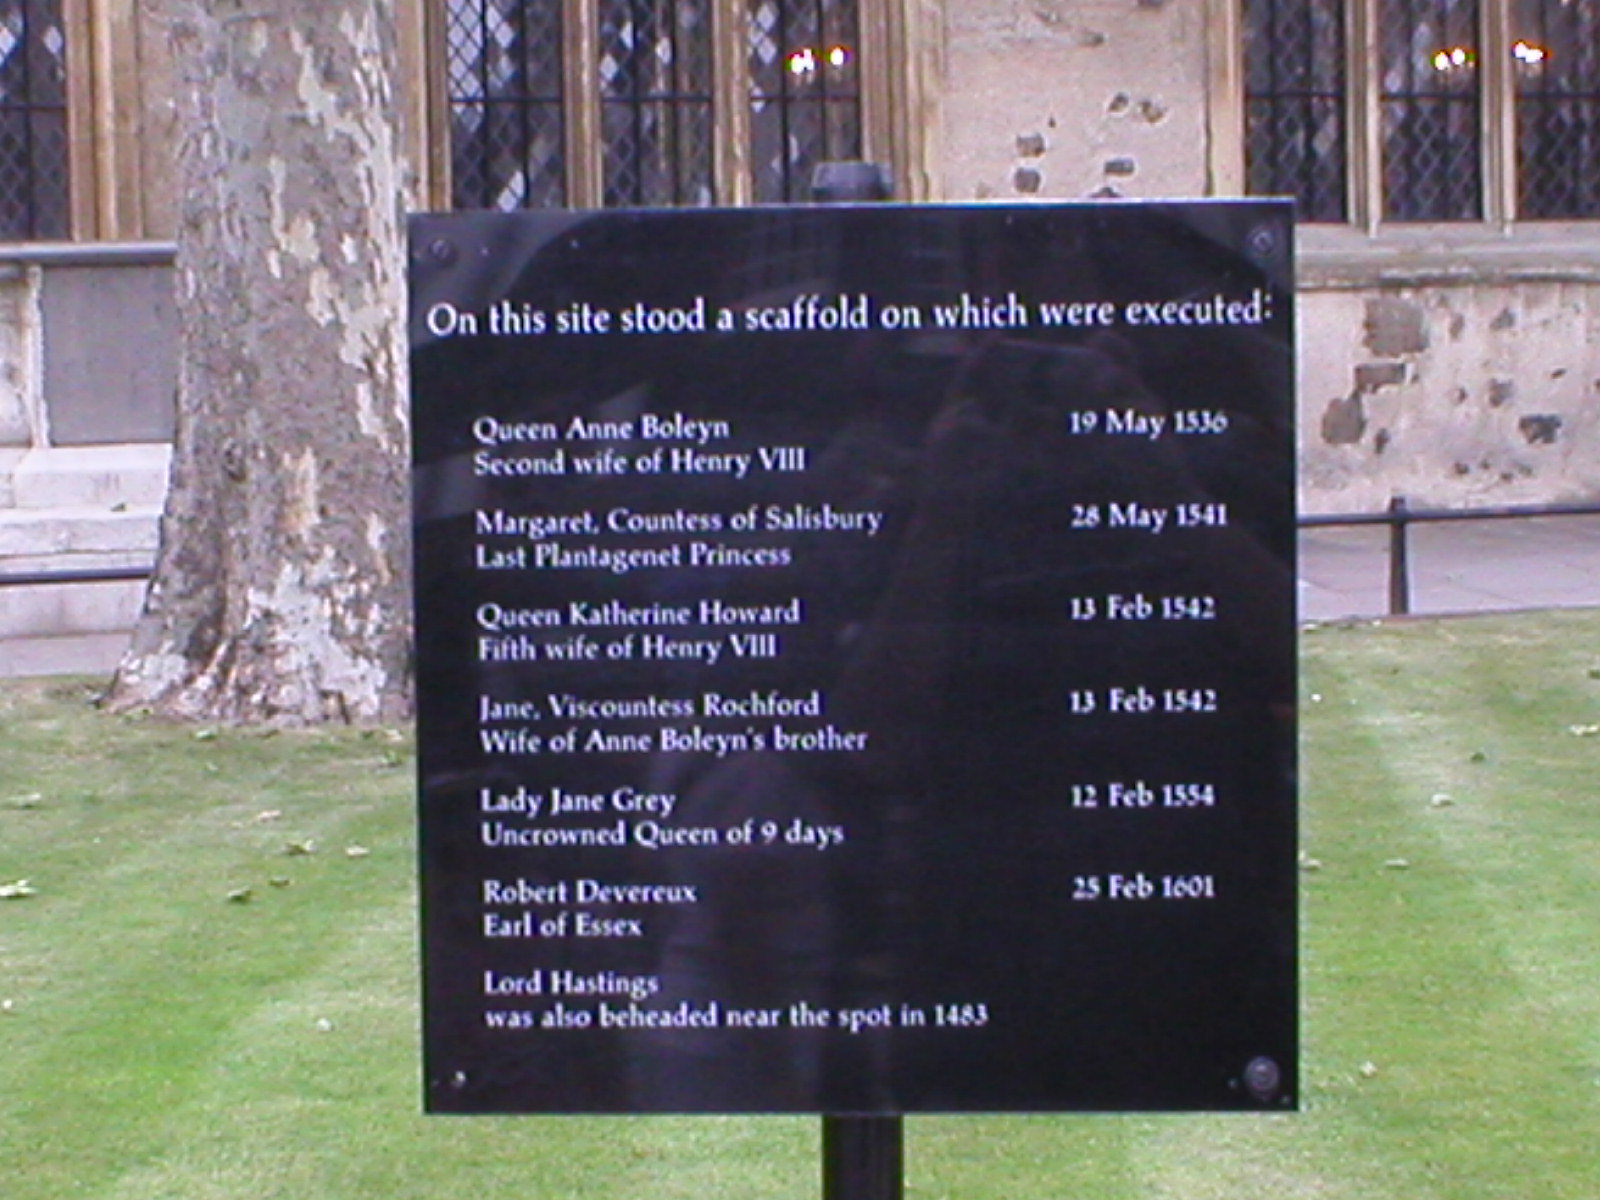 On this site stood a scaffold on which were executed:
Queen Anne Boleyn 19 May 1536
Second wife of Henry VIII
Margaret, Countess of Salisbury 28 May 1541
Last Plantagenet Princess
Queen Katherine Howard 13 Feb 1542
Fifth wife of Henry VIII
Jane, Viscountess Rochford 13 Feb 1542
Wife of Anne Boleyn's brother
Lady Jane Grey 12 Feb 1554
Uncrowned Queen of 9 days
Robert Devereux 25 Feb 1601
Earl of Essex
Lord Hastings
was also beheaded near the spot in 1483